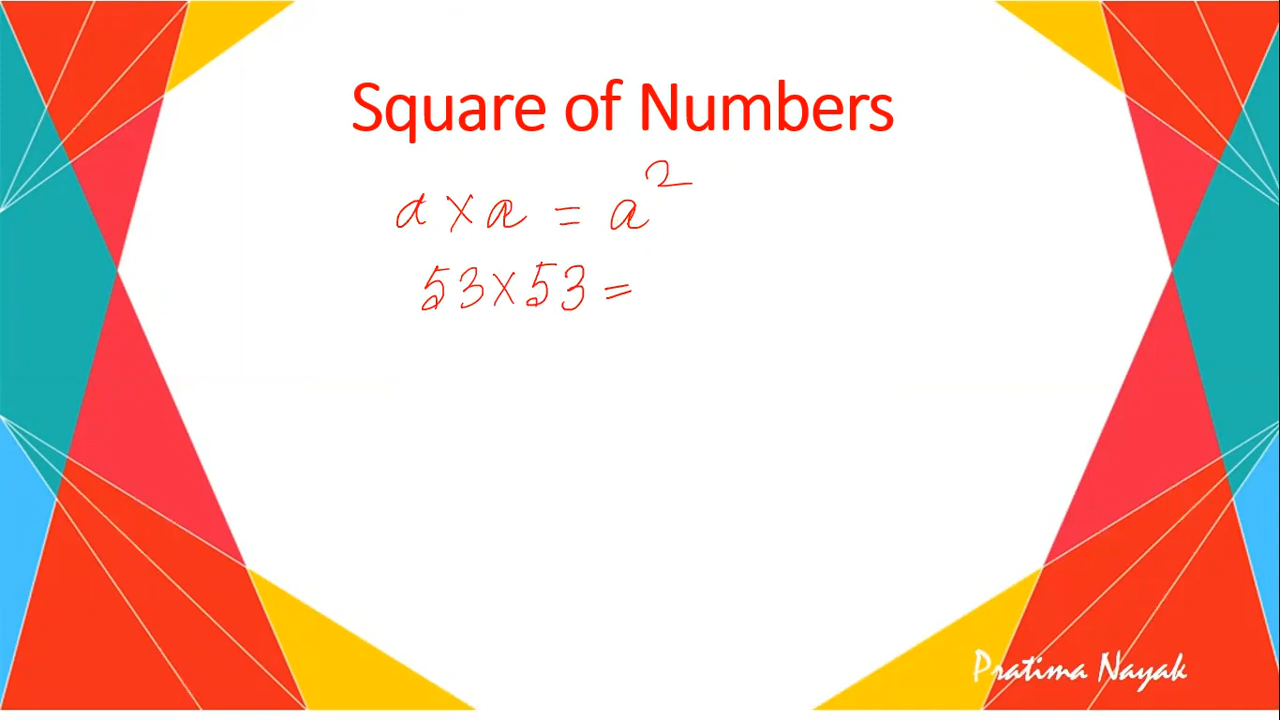 Square of Numbers
a × a = a²
53 × 53 =
Pratima Nayak